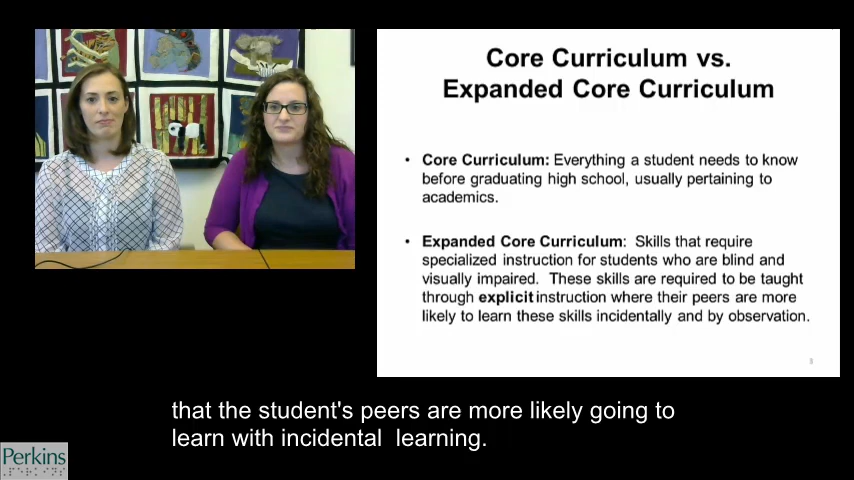 Core Curriculum vs.
Expanded Core Curriculum
• Core Curriculum: Everything a student needs to know
before graduating high school, usually pertaining to
academics.
• Expanded Core Curriculum: Skills that require
specialized instruction for students who are blind and
visually impaired. These skills are required to be taught
through explicit instruction where their peers are more
likely to learn these skills incidentally and by observation.
8
that the student's peers are more likely going to
learn with incidental learning.
Perkins